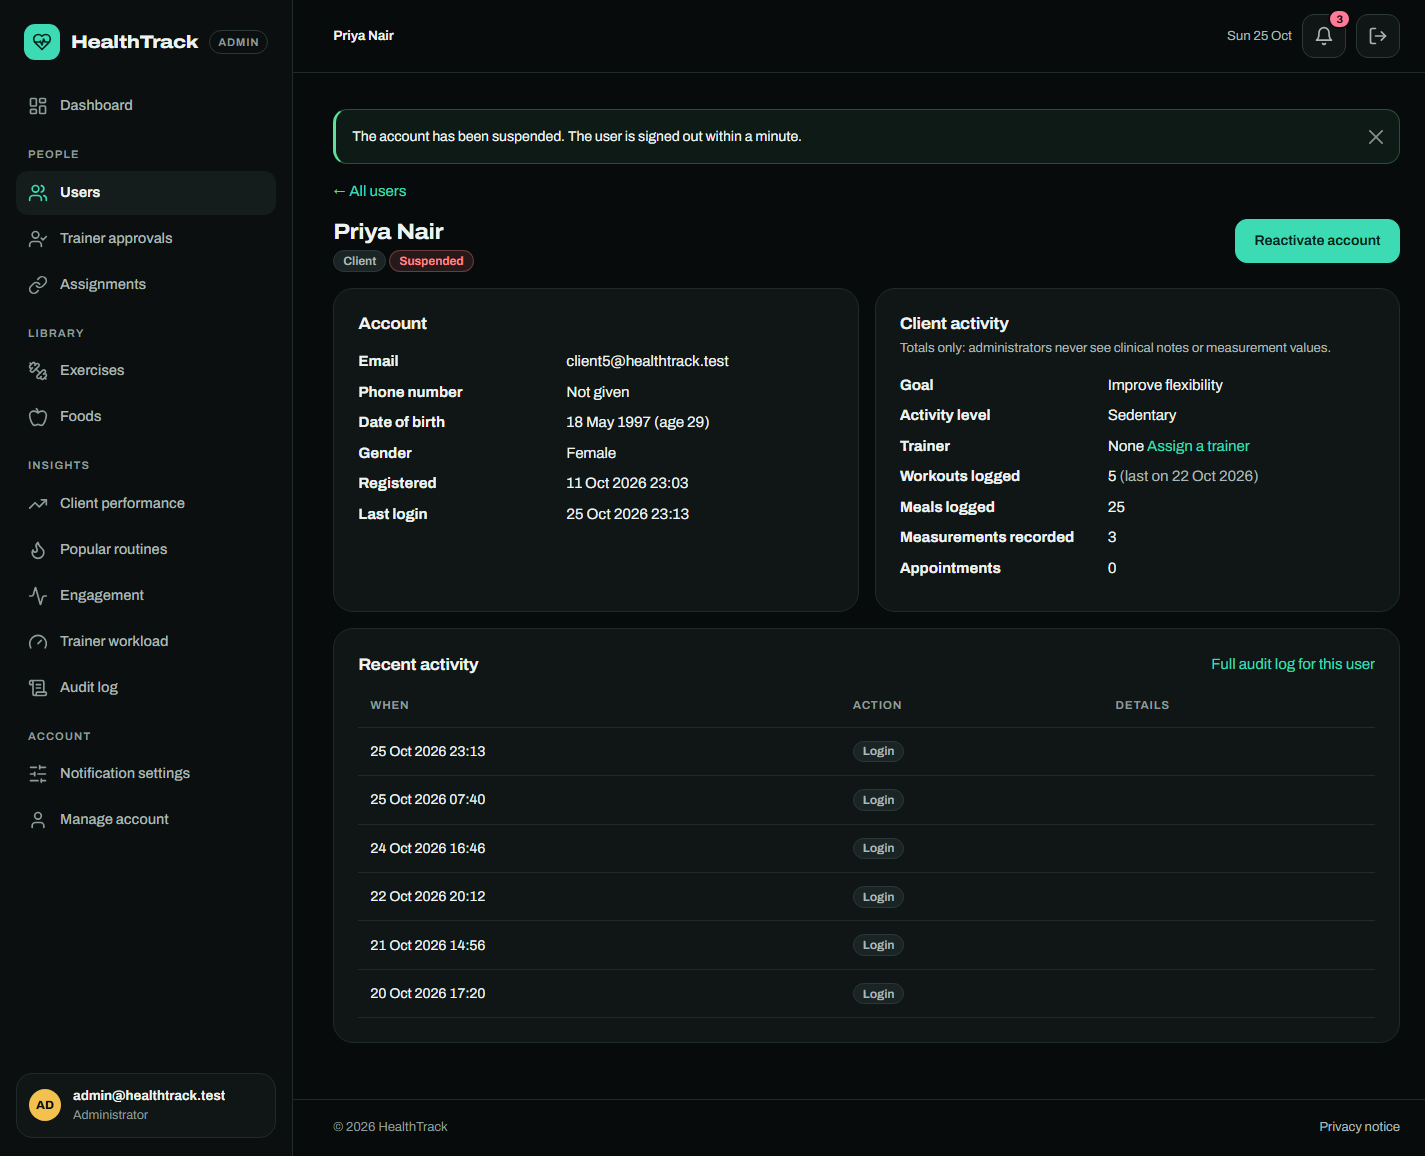 HealthTrack ADMIN
Dashboard
PEOPLE
Users
Trainer approvals
Assignments
LIBRARY
Exercises
Foods
INSIGHTS
Client performance
Popular routines
Engagement
Trainer workload
Audit log
ACCOUNT
Notification settings
Manage account
AD
admin@healthtrack.test
Administrator
Priya Nair
Sun 25 Oct
3
The account has been suspended. The user is signed out within a minute.
← All users
Priya Nair
Client Suspended
Reactivate account
Account
Email client5@healthtrack.test
Phone number Not given
Date of birth 18 May 1997 (age 29)
Gender Female
Registered 11 Oct 2026 23:03
Last login 25 Oct 2026 23:13
Client activity
Totals only: administrators never see clinical notes or measurement values.
Goal Improve flexibility
Activity level Sedentary
Trainer None Assign a trainer
Workouts logged 5 (last on 22 Oct 2026)
Meals logged 25
Measurements recorded 3
Appointments 0
Recent activity
Full audit log for this user
WHEN ACTION DETAILS
25 Oct 2026 23:13 Login
25 Oct 2026 07:40 Login
24 Oct 2026 16:46 Login
22 Oct 2026 20:12 Login
21 Oct 2026 14:56 Login
20 Oct 2026 17:20 Login
© 2026 HealthTrack
Privacy notice